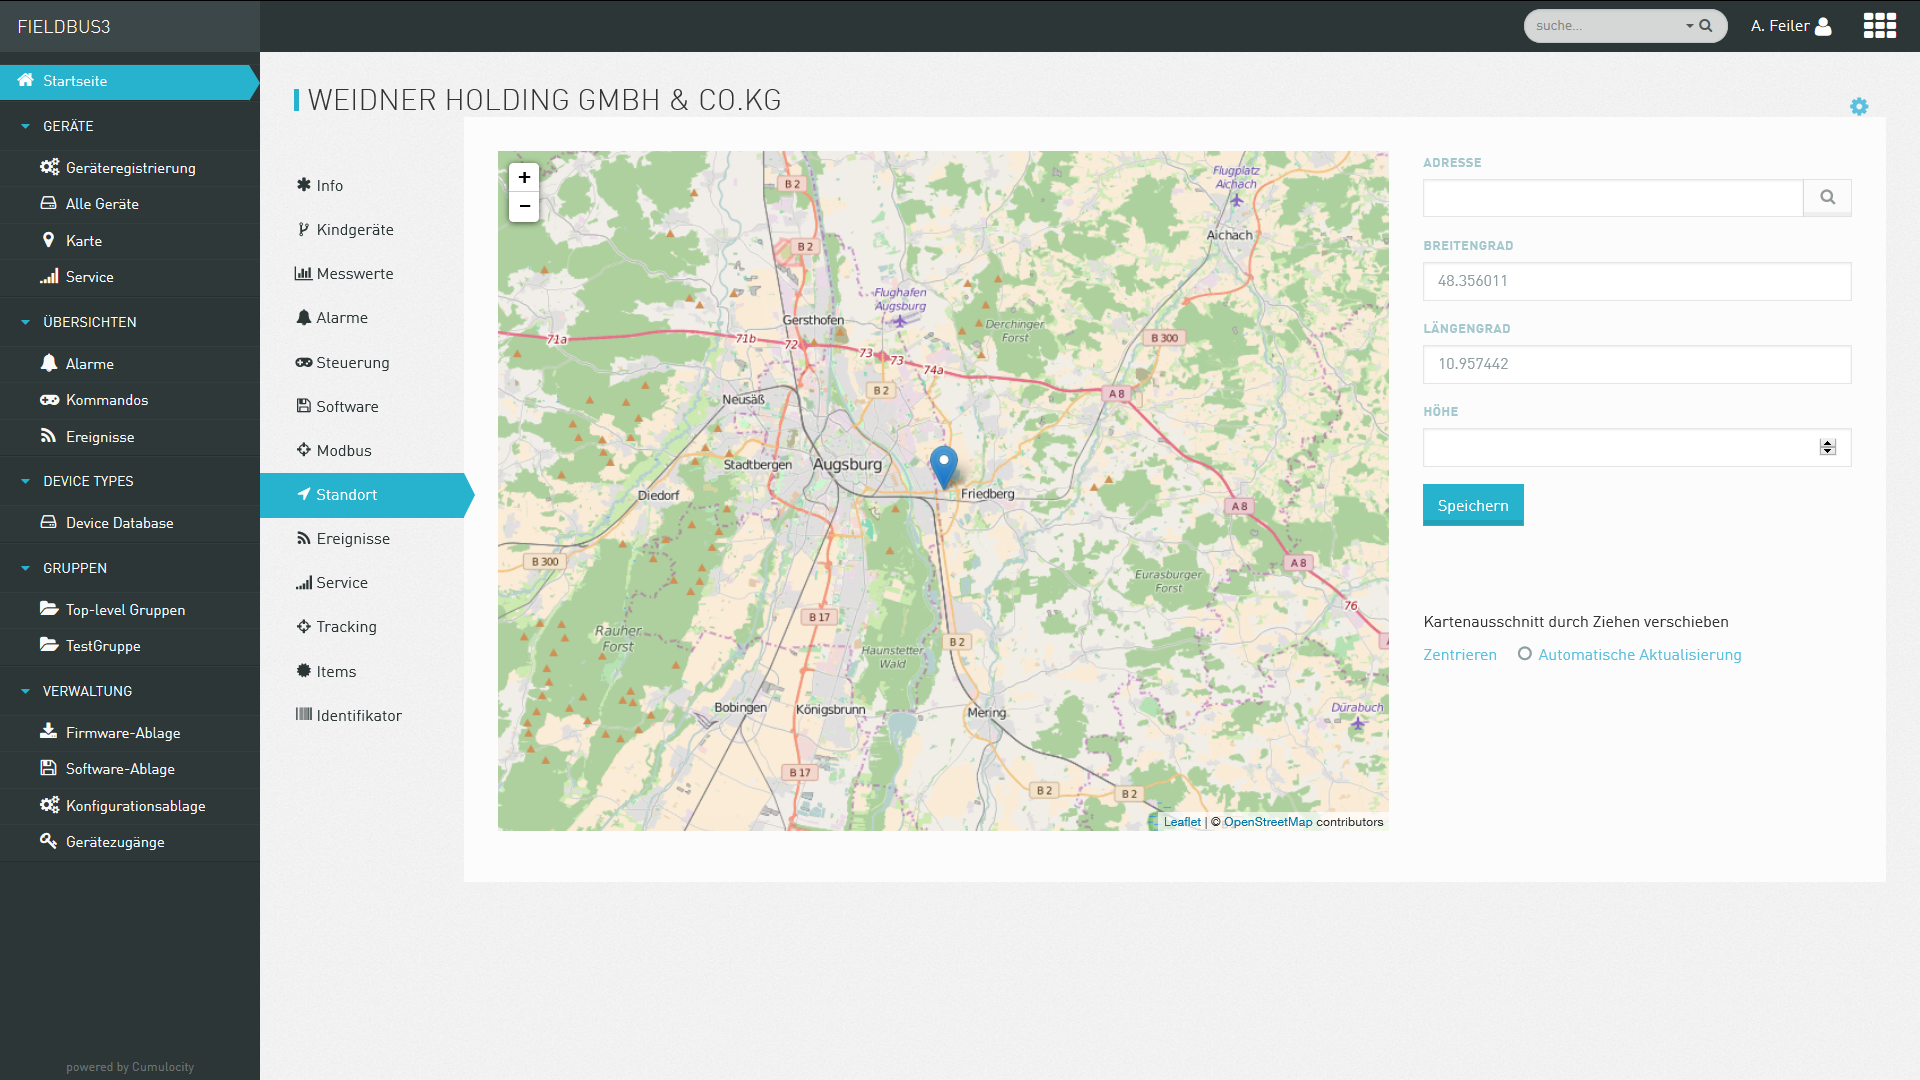 FIELDBUS3
suche...
A. Feiler
Startseite
GERÄTE
Geräteregistrierung
Alle Geräte
Karte
Service
ÜBERSICHTEN
Alarme
Kommandos
Ereignisse
DEVICE TYPES
Device Database
GRUPPEN
Top-level Gruppen
TestGruppe
VERWALTUNG
Firmware-Ablage
Software-Ablage
Konfigurationsablage
Gerätezugänge
powered by Cumulocity
WEIDNER HOLDING GMBH & CO.KG
Info
Kindgeräte
Messwerte
Alarme
Steuerung
Software
Modbus
Standort
Ereignisse
Service
Tracking
Items
Identifikator
+
−
B 2
Flugplatz
Aichach
Aichach
B 2
Flughafen
Augsburg
Gersthofen
Derchinger
Forst
71a
71b
72
73
73
74a
B 300
B 2
A 8
Neusäß
Stadtbergen
Augsburg
Diedorf
Friedberg
A 8
B 300
A 8
Eurasburger
Forst
76
B 17
Rauher
Forst
B 2
Haunstetter
Wald
Bobingen
Königsbrunn
Mering
Dürabuch
B 17
B 2
B 2
A
Leaflet | © OpenStreetMap contributors
ADRESSE
BREITENGRAD
48.356011
LÄNGENGRAD
10.957442
HÖHE
Speichern
Kartenausschnitt durch Ziehen verschieben
Zentrieren
Automatische Aktualisierung